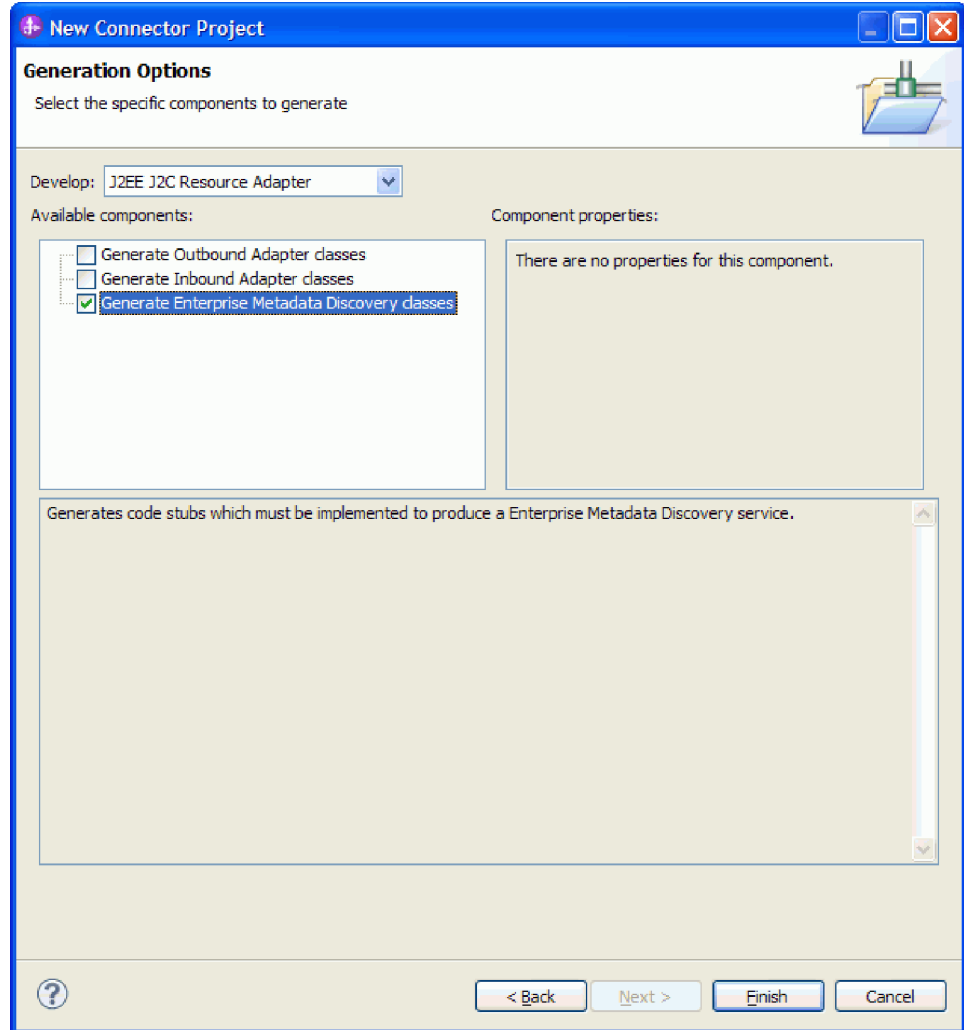 New Connector Project
Generation Options
Select the specific components to generate
Develop: J2EE J2C Resource Adapter
Available components:
Component properties:
Generate Outbound Adapter classes
Generate Inbound Adapter classes
Generate Enterprise Metadata Discovery classes
There are no properties for this component.
Generates code stubs which must be implemented to produce a Enterprise Metadata Discovery service.
?
< Back
Next >
Finish
Cancel